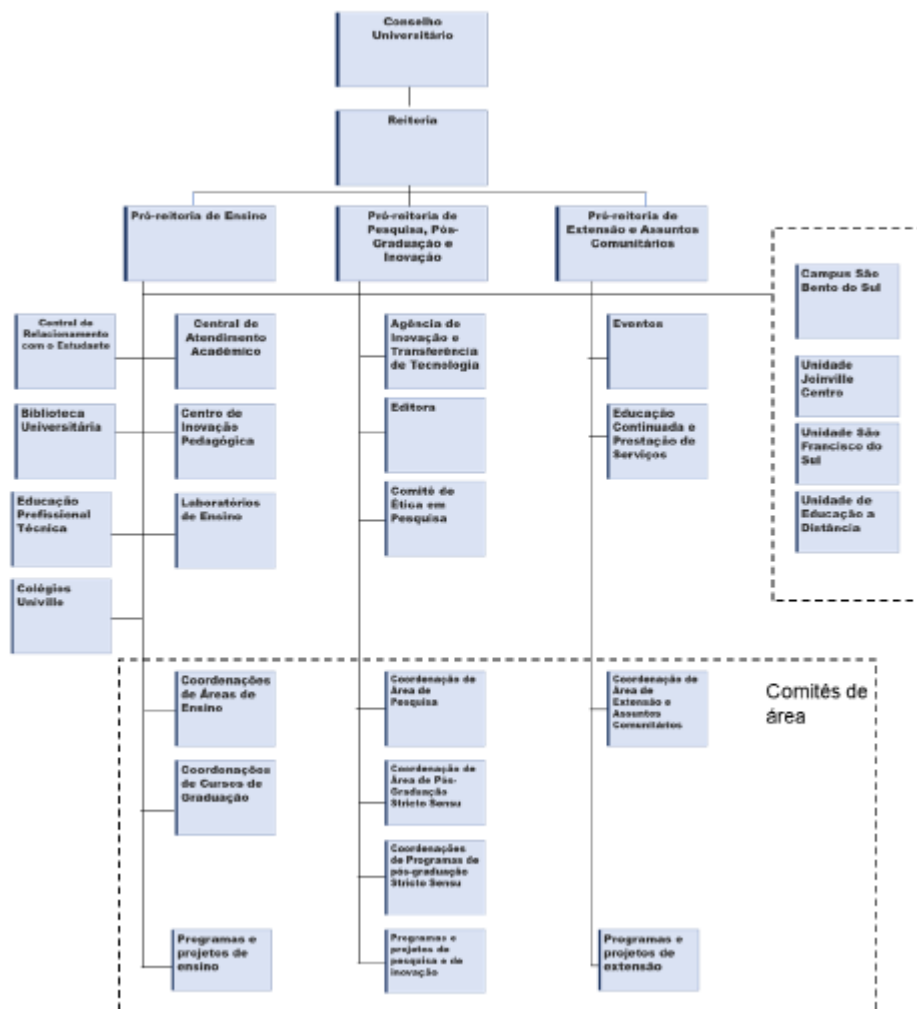 Conselho
Universitário
Reitoria
Pró-reitoria de Ensino
Pró-reitoria de
Pesquisa, Pós-
Graduação e
Inovação
Pró-reitoria de
Extensão e Assuntos
Comunitários
Campus São
Bento do Sul
Unidade
Joinville
Centro
Unidade São
Francisco do
Sul
Unidade de
Educação a
Distância
Central de
Relacionamento
com o Estudante
Central de
Atendimento
Acadêmico
Agência de
Inovação e
Transferência
de Tecnologia
Eventos
Biblioteca
Universitária
Centro de
Inovação
Pedagógica
Editora
Educação
Continuada e
Prestação de
Serviços
Educação
Profissional
Técnica
Laboratórios
de Ensino
Comitê de
Ética em
Pesquisa
Colégios
Univille
Comitês de
área
Coordenações
de Áreas de
Ensino
Coordenação de
Área de
Pesquisa
Coordenação de
Área de
Extensão e
Assuntos
Comunitários
Coordenações
de Cursos de
Graduação
Coordenação de
Área de Pós-
Graduação
Stricto Sensu
Coordenações
de Programas de
pós-graduação
Stricto Sensu
Programas e
projetos de
ensino
Programas e
projetos de
pesquisa e de
inovação
Programas e
projetos de
extensão